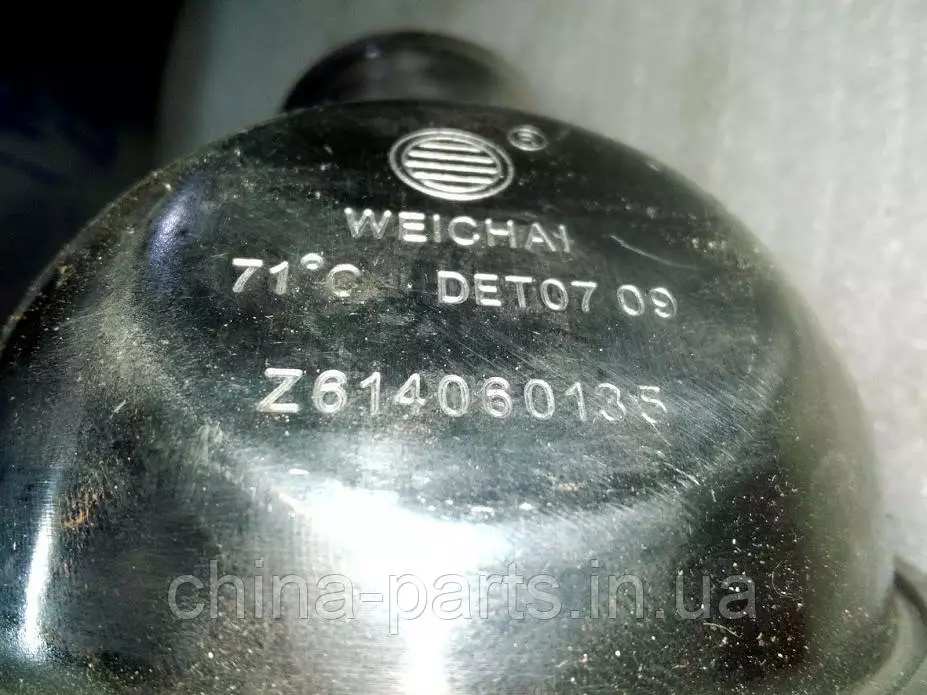 ®
WEICHAI
71°C DET07 09
Z614060135
china-parts.in.ua